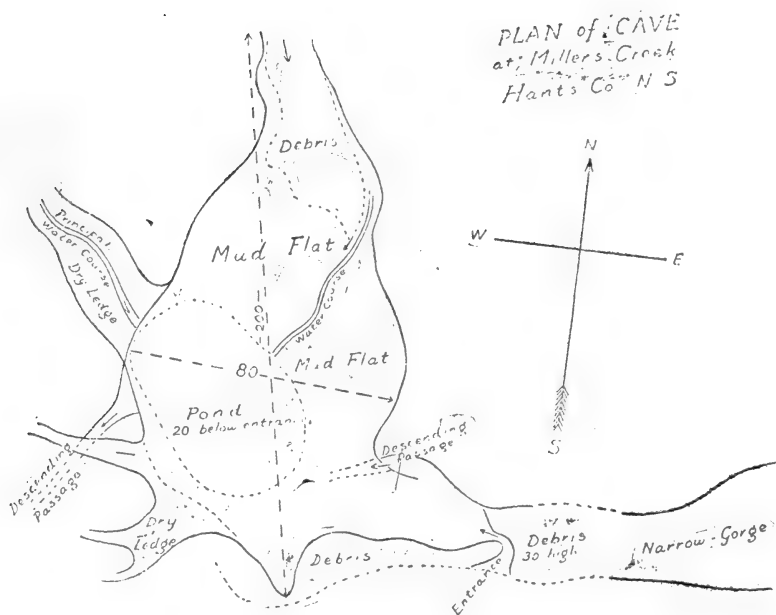 PLAN of CAVE
at Millers Creek
Hants Co N S
N
W
E
S
Debris
Principal
Water Course
Dry Ledge
Mud Flat
200
Water Course
80
Mud Flat
Pond
20 below entran.
Descending
Passage
Descending
Passage
Dry
Ledge
Debris
Entrance
Debris
30 high
Narrow Gorge